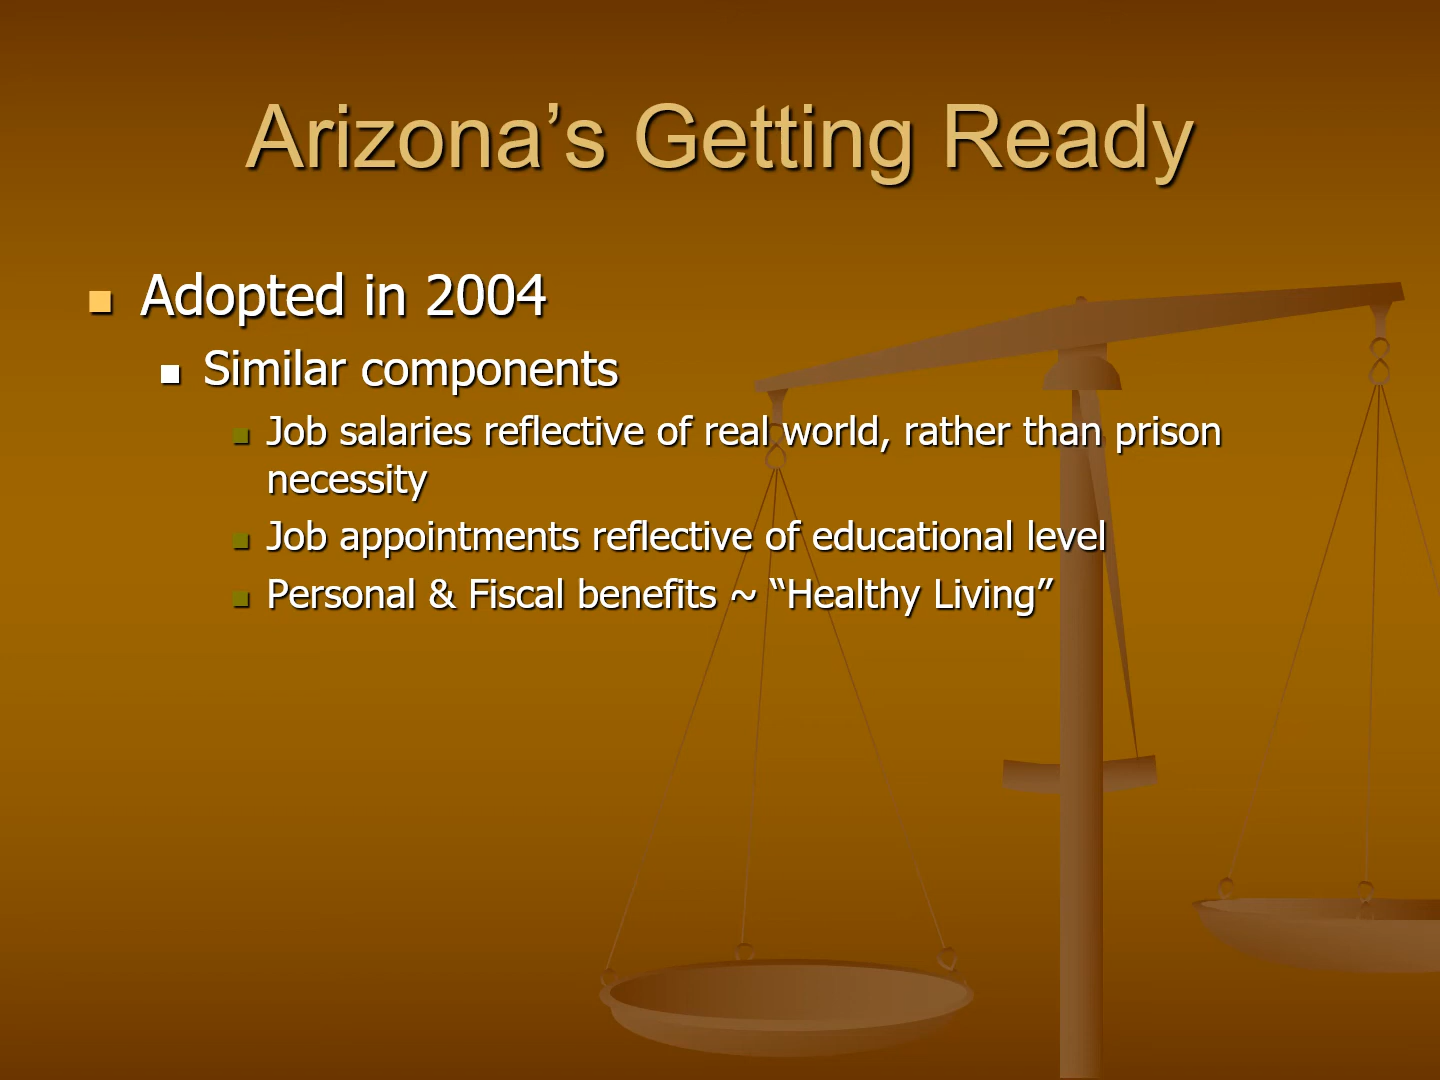 Arizona’s Getting Ready
Adopted in 2004
Similar components
Job salaries reflective of real world, rather than prison
necessity
Job appointments reflective of educational level
Personal & Fiscal benefits ~ “Healthy Living”